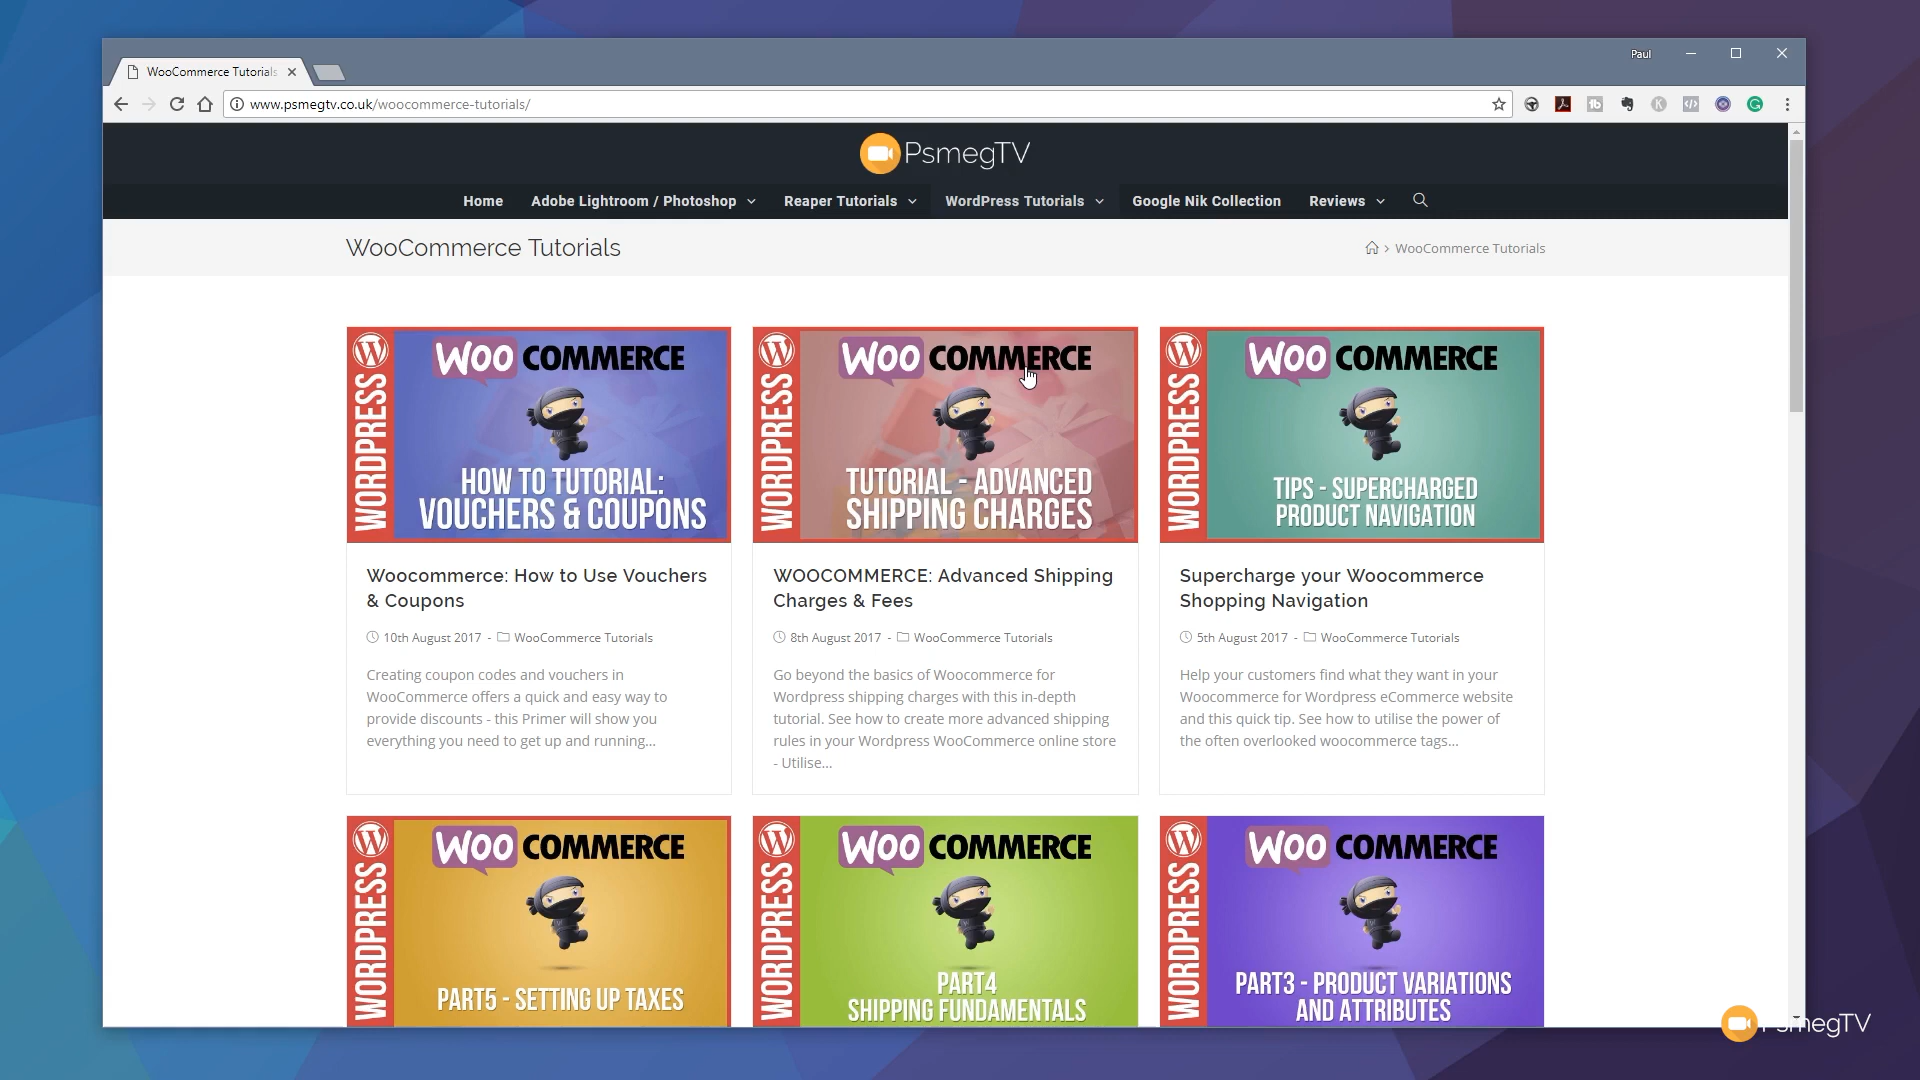 Paul
WooCommerce Tutorials
www.psmegtv.co.uk/woocommerce-tutorials/
PsmegTV
Home
Adobe Lightroom / Photoshop
Reaper Tutorials
WordPress Tutorials
Google Nik Collection
Reviews
WooCommerce Tutorials
> WooCommerce Tutorials
WORDPRESS
WOO COMMERCE
HOW TO TUTORIAL:
VOUCHERS & COUPONS
Woocommerce: How to Use Vouchers
& Coupons
10th August 2017 - WooCommerce Tutorials
Creating coupon codes and vouchers in
WooCommerce offers a quick and easy way to
provide discounts - this Primer will show you
everything you need to get up and running...
WORDPRESS
WOO COMMERCE
TUTORIAL - ADVANCED
SHIPPING CHARGES
WOOCOMMERCE: Advanced Shipping
Charges & Fees
8th August 2017 - WooCommerce Tutorials
Go beyond the basics of Woocommerce for
Wordpress shipping charges with this in-depth
tutorial. See how to create more advanced shipping
rules in your Wordpress WooCommerce online store
- Utilise...
WORDPRESS
WOO COMMERCE
TIPS - SUPERCHARGED
PRODUCT NAVIGATION
Supercharge your Woocommerce
Shopping Navigation
5th August 2017 - WooCommerce Tutorials
Help your customers find what they want in your
Woocommerce for Wordpress eCommerce website
and this quick tip. See how to utilise the power of
the often overlooked woocommerce tags...
WORDPRESS
WOO COMMERCE
PART5 - SETTING UP TAXES
WORDPRESS
WOO COMMERCE
PART4
SHIPPING FUNDAMENTALS
WORDPRESS
WOO COMMERCE
PART3 - PRODUCT VARIATIONS
AND ATTRIBUTES
PsmegTV